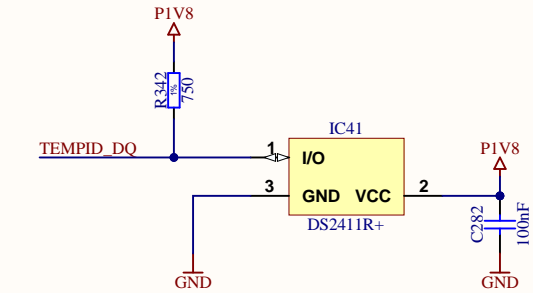 P1V8
R342
1%
750
TEMPID_DQ
1
IC41
I/O
P1V8
3
GND
VCC
2
DS2411R+
C282
100nF
GND
GND